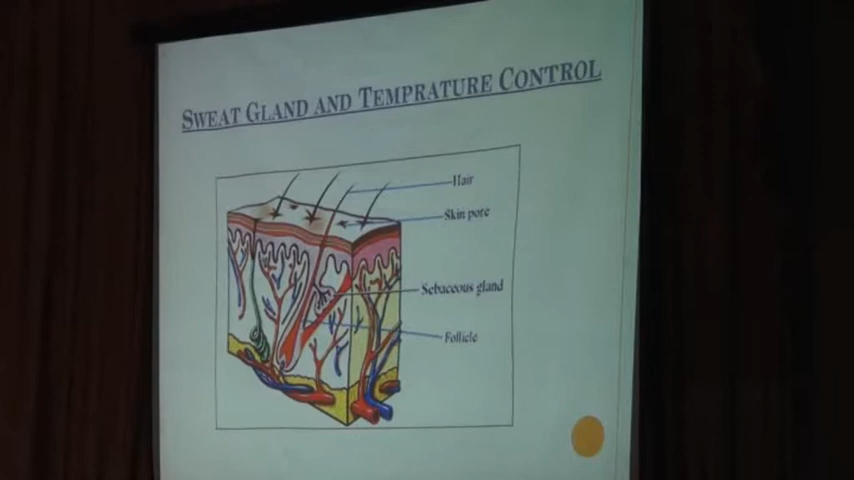 SWEAT GLAND AND TEMPRATURE CONTROL
Hair
Skin pore
Sebaceous gland
Follicle